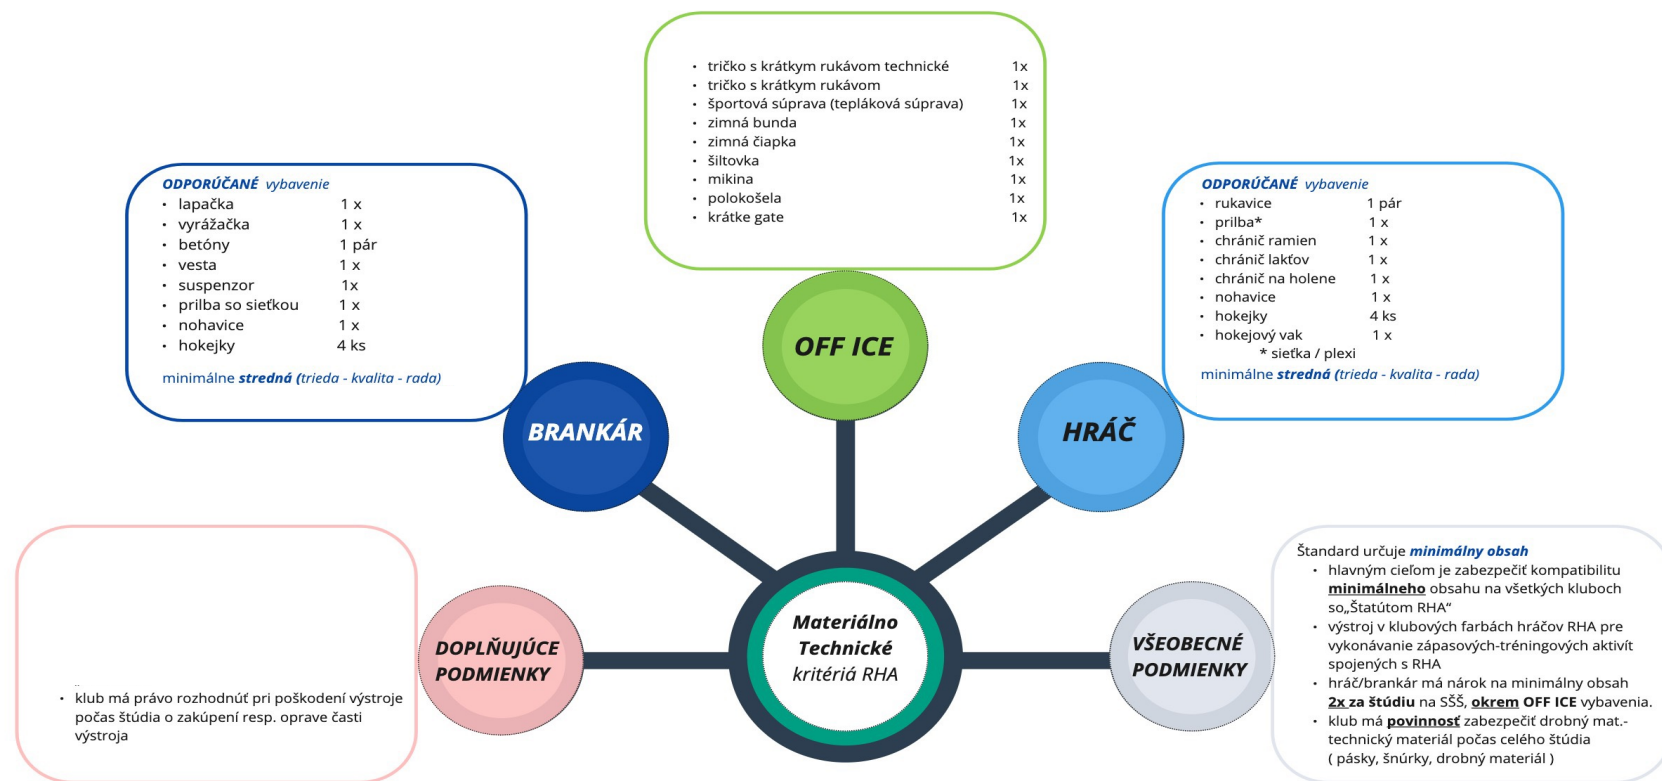 tričko s krátkym rukávom technické 1x
tričko s krátkym rukávom 1x
športová súprava (tepláková súprava) 1x
zimná bunda 1x
zimná čiapka 1x
šiltovka 1x
mikina 1x
polokošela 1x
krátke gate 1x
OFF ICE
ODPORÚČANÉ vybavenie
lapačka 1 x
vyrážačka 1 x
betóny 1 pár
vesta 1 x
suspenzor 1x
prilba so sieťkou 1 x
nohavice 1 x
hokejky 4 ks
minimálne stredná (trieda - kvalita - rada)
BRANKÁR
ODPORÚČANÉ vybavenie
rukavice 1 pár
prilba* 1 x
chránič ramien 1 x
chránič lakťov 1 x
chránič na holene 1 x
nohavice 1 x
hokejky 4 ks
hokejový vak 1 x
* sieťka / plexi
minimálne stredná (trieda - kvalita - rada)
HRÁČ
klub má právo rozhodnúť pri poškodení výstroje
počas štúdia o zakúpení resp. oprave časti
výstroja
DOPLŇUJÚCE
PODMIENKY
Materiálno
Technické
kritériá RHA
VŠEOBECNÉ
PODMIENKY
Štandard určuje minimálny obsah
hlavným cieľom je zabezpečiť kompatibilitu
minimálneho obsahu na všetkých kluboch
so„Štatútom RHA“
výstroj v klubových farbách hráčov RHA pre
vykonávanie zápasových-tréningových aktivít
spojených s RHA
hráč/brankár má nárok na minimálny obsah
2x za štúdiu na SŠŠ, okrem OFF ICE vybavenia.
klub má povinnosť zabezpečiť drobný mat.-
technický materiál počas celého štúdia
( pásky, šnúrky, drobný materiál )